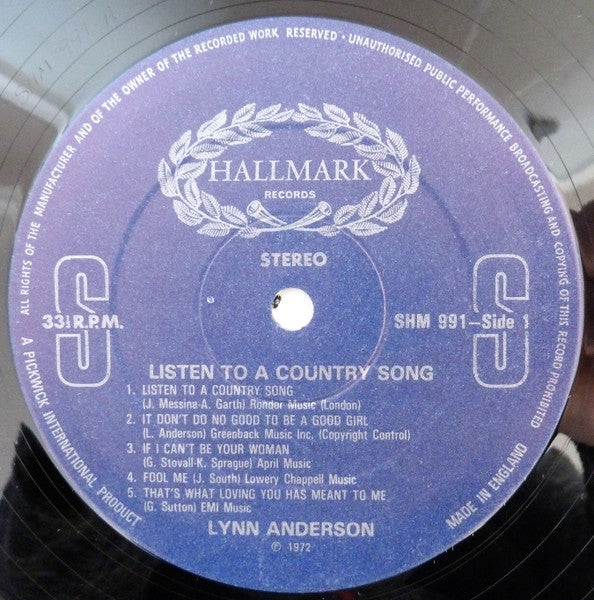 ALL RIGHTS OF THE MANUFACTURER AND OF THE OWNER OF THE RECORDED WORK RESERVED · UNAUTHORISED PUBLIC PERFORMANCE BROADCASTING AND COPYING OF THIS RECORD PROHIBITED
HALLMARK
RECORDS
STEREO
S
S
33⅓ R.P.M.
SHM 991–Side 1
LISTEN TO A COUNTRY SONG
1. LISTEN TO A COUNTRY SONG
(J. Messina-A. Garth) Rondor Music (London)
2. IT DON'T DO NO GOOD TO BE A GOOD GIRL
(L. Anderson) Greenback Music Inc. (Copyright Control)
3. IF I CAN'T BE YOUR WOMAN
(G. Stovall-K. Sprague) April Music
4. FOOL ME (J. South) Lowery Chappell Music
5. THAT'S WHAT LOVING YOU HAS MEANT TO ME
(G. Sutton) EMI Music
LYNN ANDERSON
℗ 1972
A PICKWICK INTERNATIONAL PRODUCT
MADE IN ENGLAND